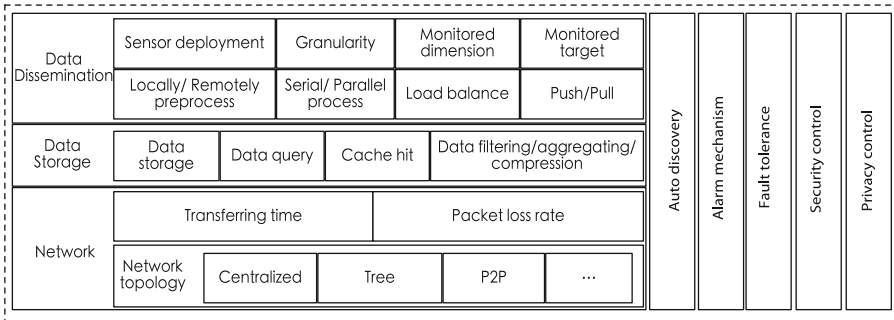 Data
Dissemination
Sensor deployment
Granularity
Monitored
dimension
Monitored
target
Locally/ Remotely
preprocess
Serial/ Parallel
process
Load balance
Push/Pull
Data
Storage
Data
storage
Data query
Cache hit
Data filtering/aggregating/
compression
Network
Transferring time
Packet loss rate
Network
topology
Centralized
Tree
P2P
...
Auto discovery
Alarm mechanism
Fault tolerance
Security control
Privacy control